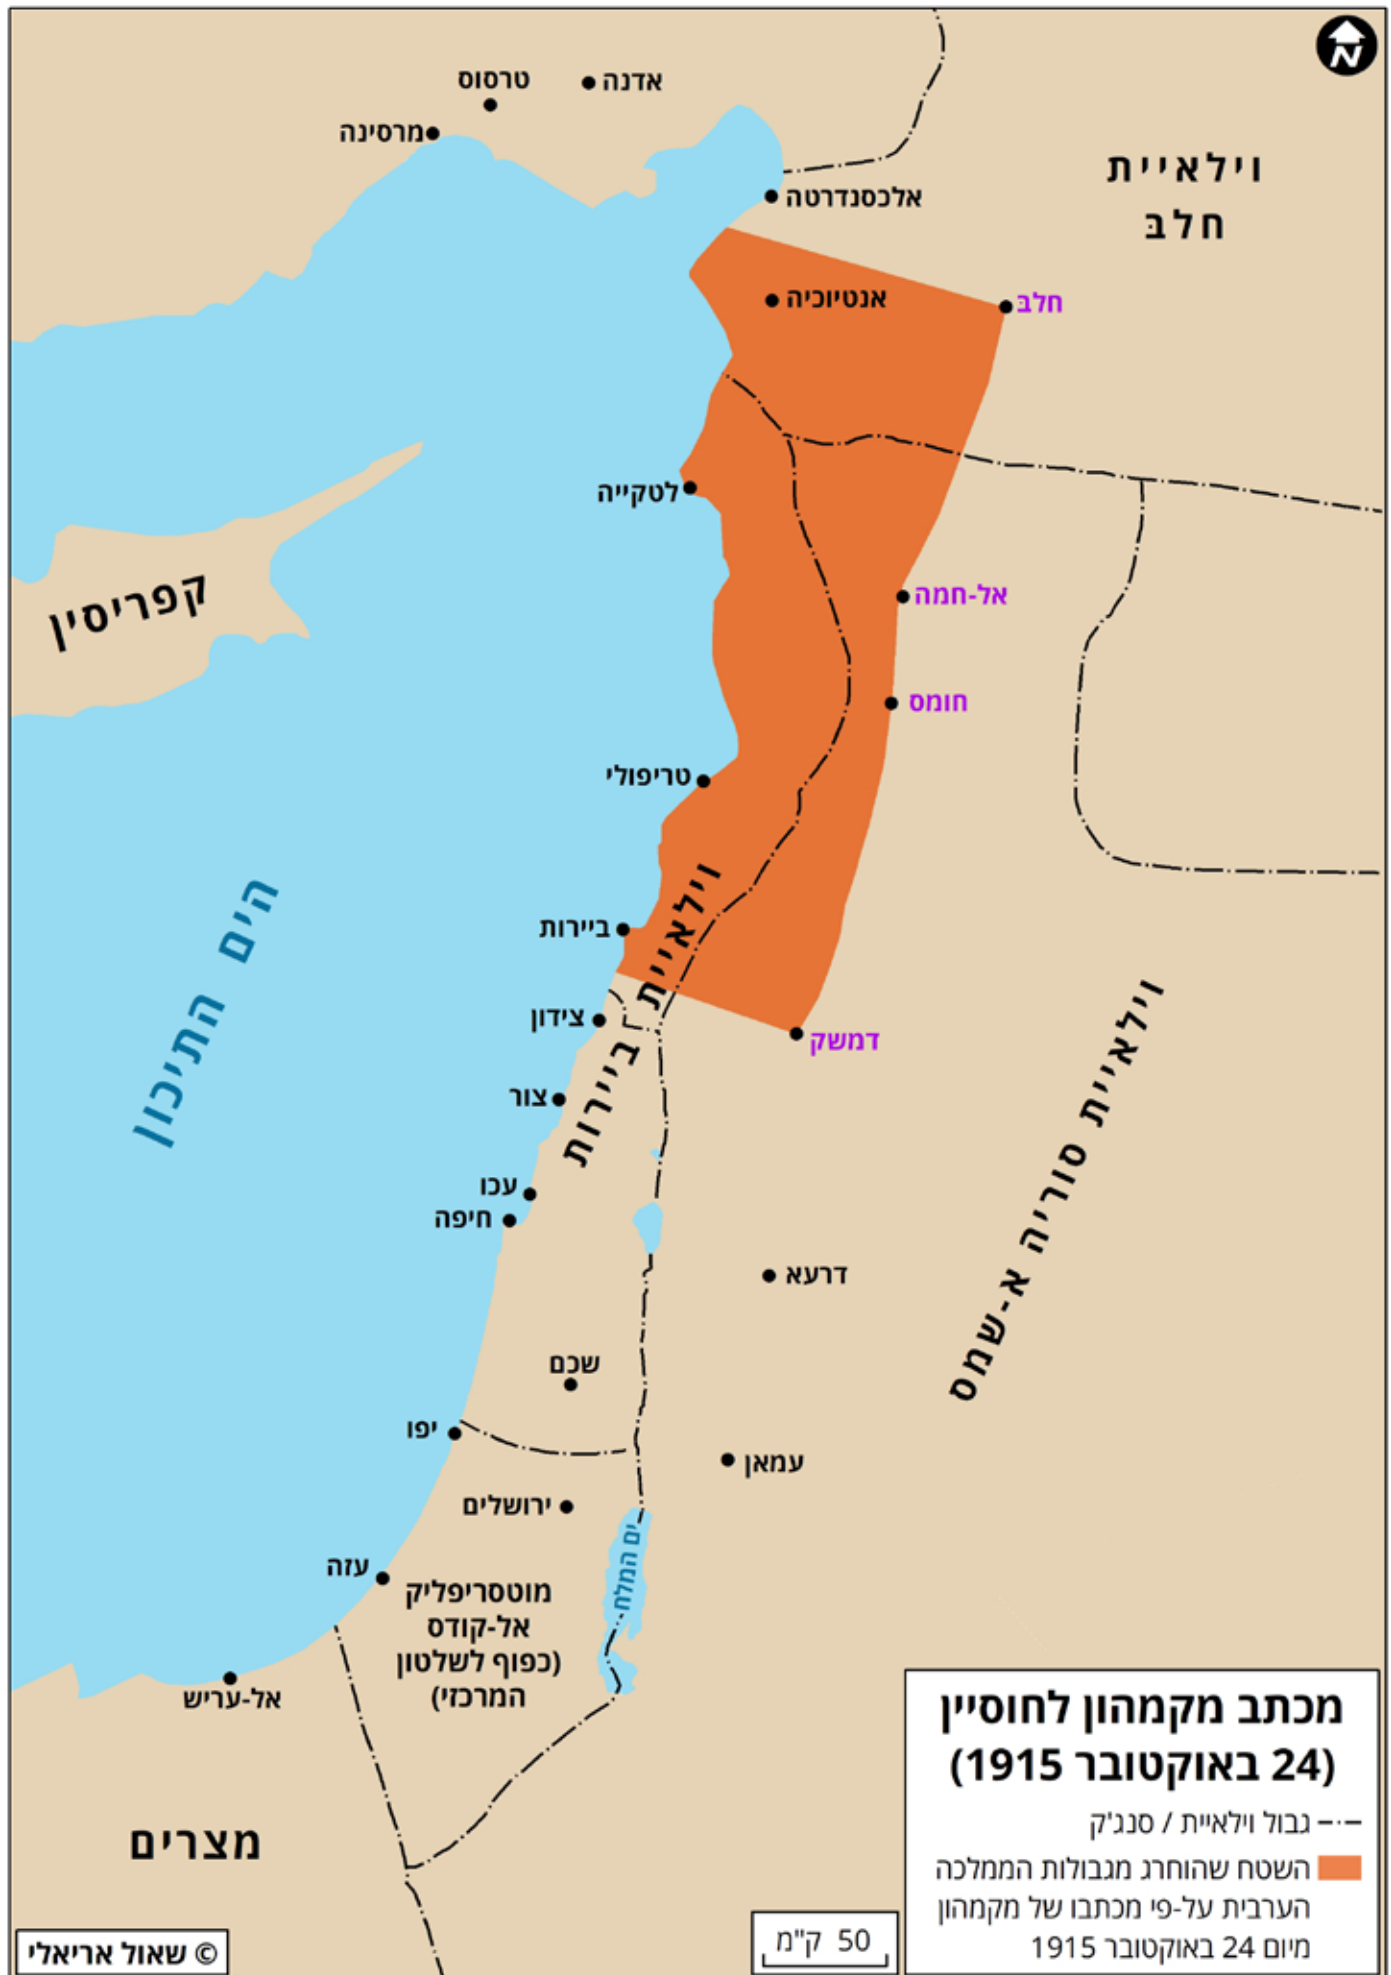 N
טרסוס
אדנה
מרסינה
וילאיית
חלבּ
אלכסנדרטה
אנטיוכיה
חלבּ
לטקייה
קפריסין
אל-חמה
חומס
טריפולי
הים התיכון
ביירות
וילאיית ביירות
צידון
דמשק
צור
וילאיית סוריה א-שמס
עכו
חיפה
דרעא
שכם
יפו
עמאן
ירושלים
ים המלח
עזה
מוטסריפליק
אל-קודס
(כפוף לשלטון
המרכזי)
אל-עריש
מצרים
מכתב מקמהון לחוסיין
(24 באוקטובר 1915)
גבול וילאיית / סנג'ק
השטח שהוחרג מגבולות הממלכה
הערבית על-פי מכתבו של מקמהון
מיום 24 באוקטובר 1915
50 ק"מ
© שאול אריאלי